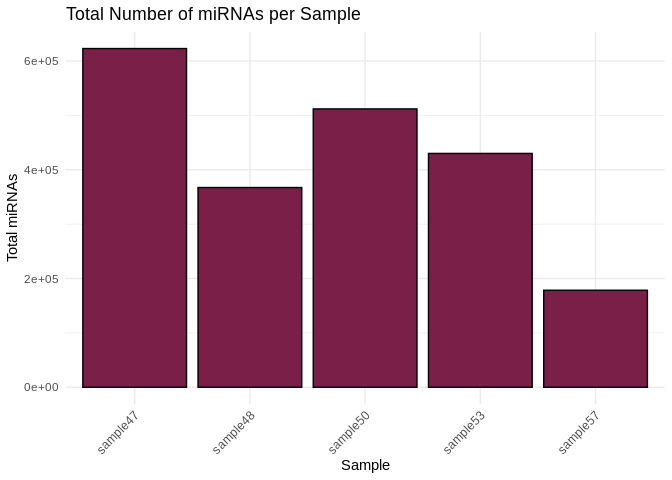 Total Number of miRNAs per Sample
Total miRNAs
6e+05
4e+05
2e+05
0e+00
sample47
sample48
sample50
sample53
sample57
Sample